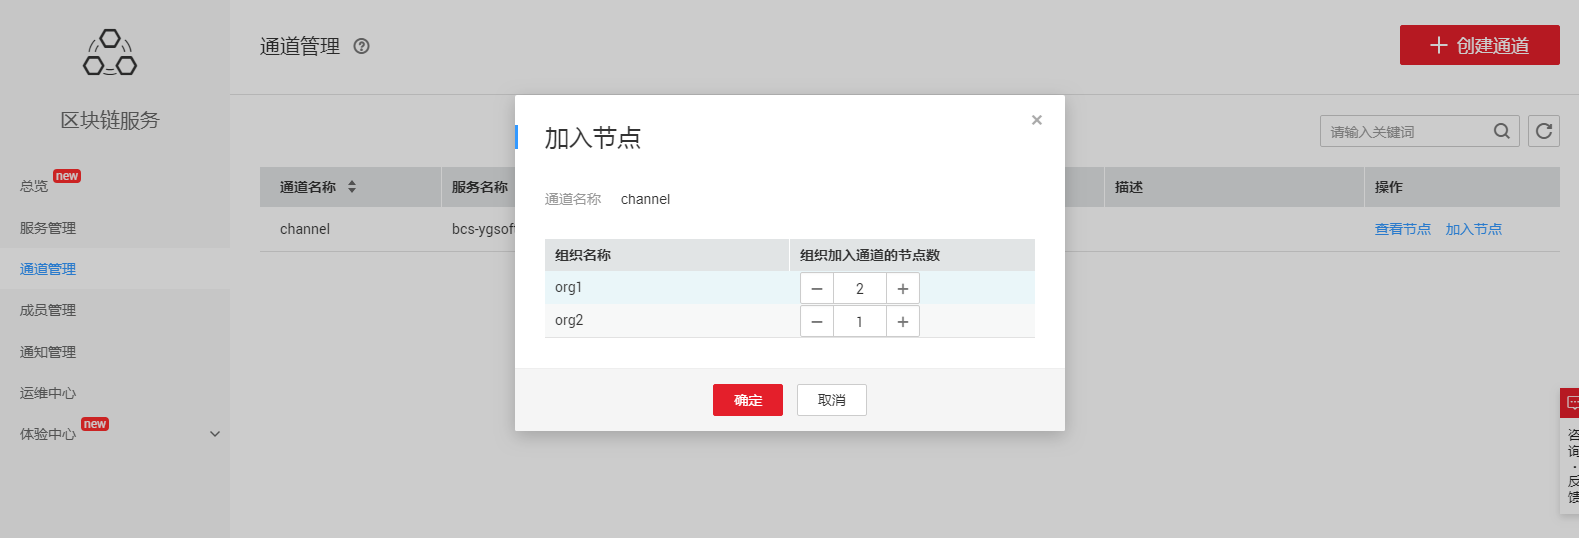 区块链服务
总览 new
服务管理
通道管理
成员管理
通知管理
运维中心
体验中心 new
通道管理 ?
+ 创建通道
请输入关键词
通道名称 服务名称 描述 操作
channel bcs-ygsof 查看节点 加入节点
加入节点 ×
通道名称 channel
组织名称 组织加入通道的节点数
org1 − 2 +
org2 − 1 +
确定 取消
咨
询
·
反
馈